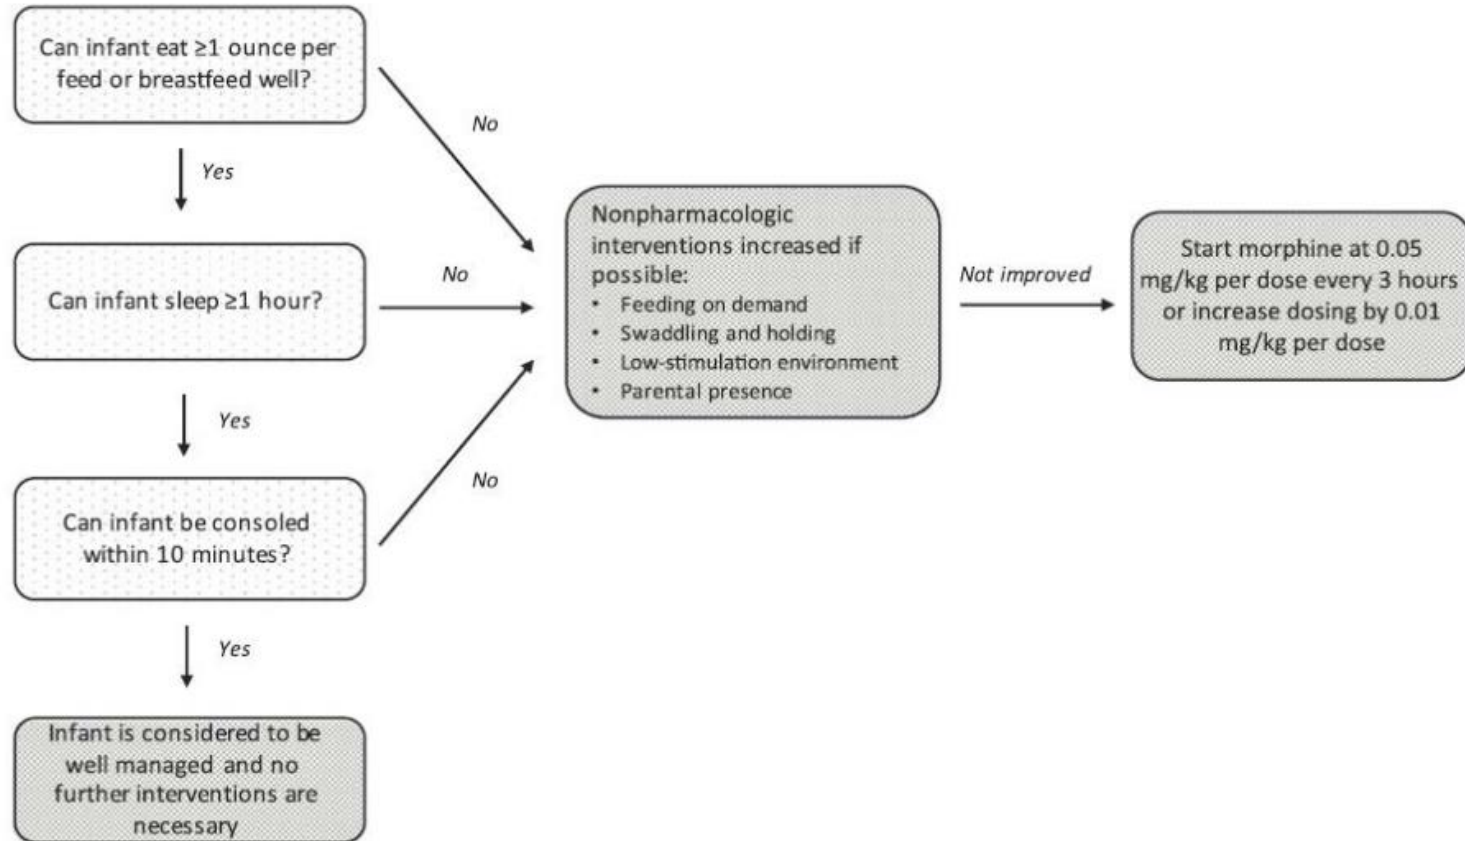 Can infant eat ≥1 ounce per
feed or breastfeed well?
No
Yes
Can infant sleep ≥1 hour?
No
Yes
Can infant be consoled
within 10 minutes?
No
Yes
Infant is considered to be
well managed and no
further interventions are
necessary
Nonpharmacologic
interventions increased if
possible:
• Feeding on demand
• Swaddling and holding
• Low-stimulation environment
• Parental presence
Not improved
Start morphine at 0.05
mg/kg per dose every 3 hours
or increase dosing by 0.01
mg/kg per dose